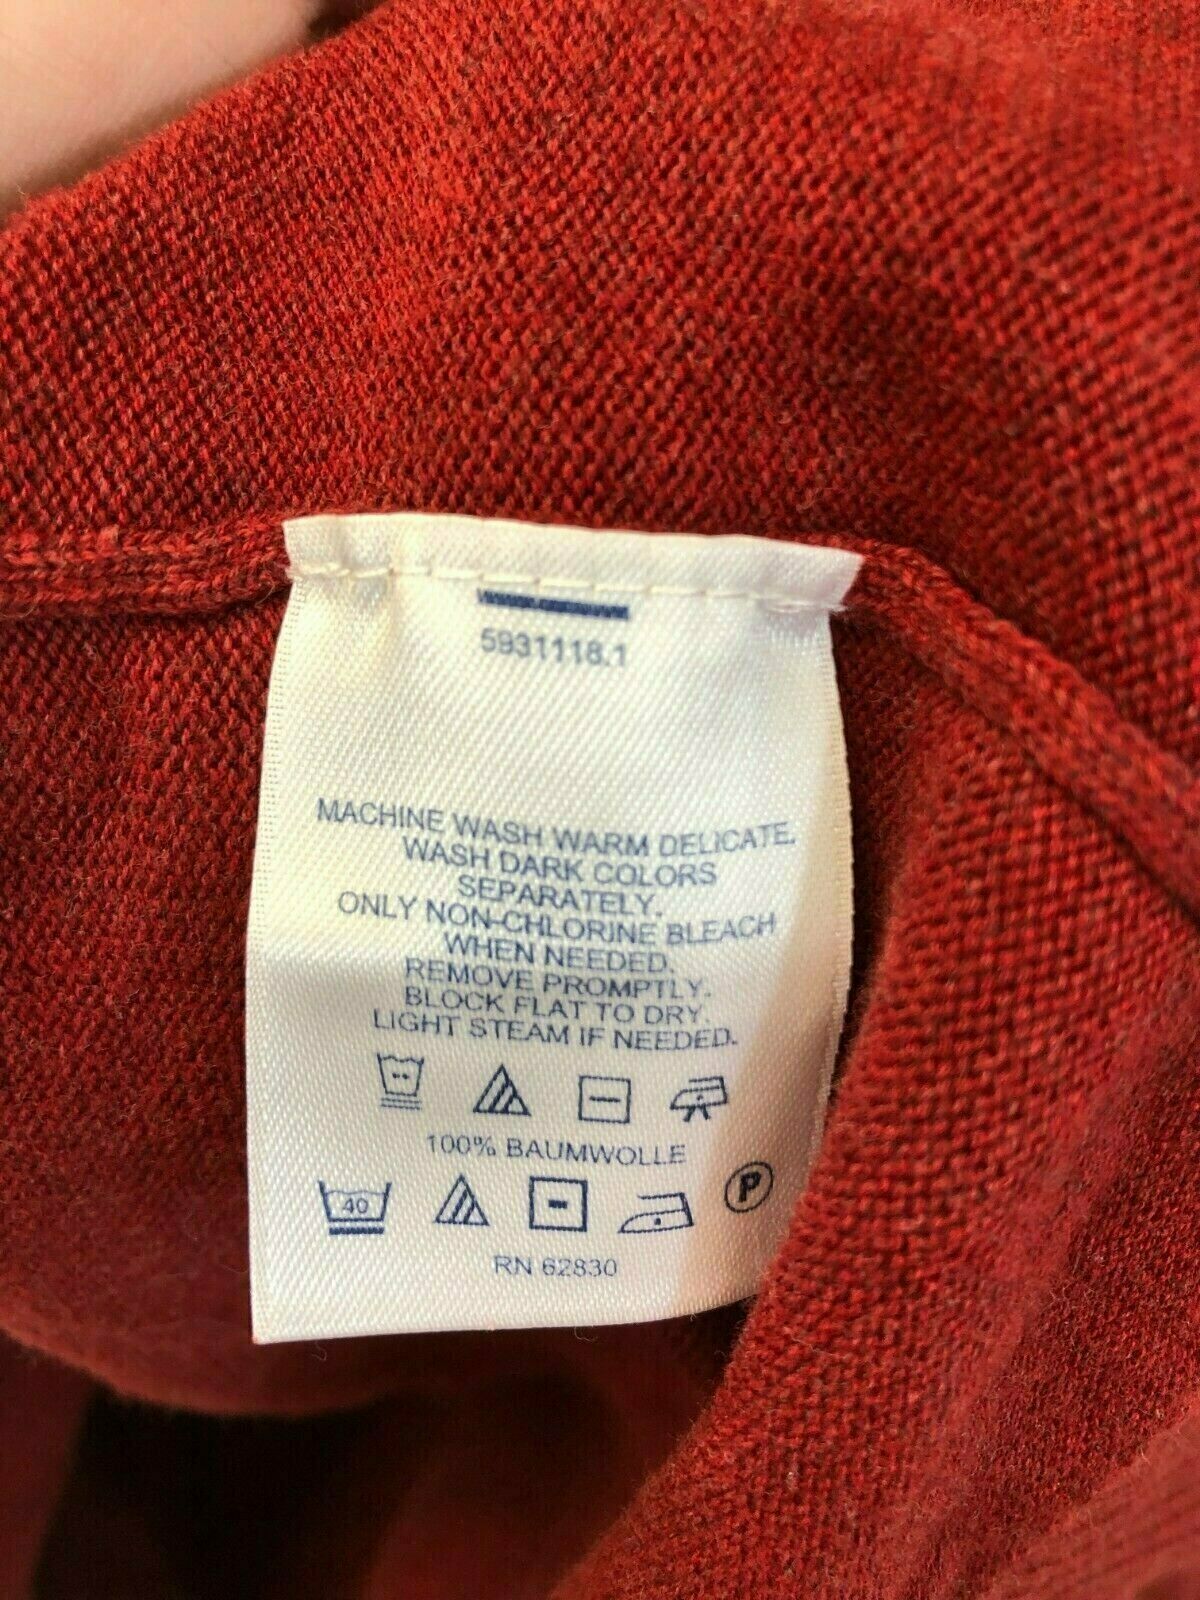 5931118.1
MACHINE WASH WARM DELICATE.
WASH DARK COLORS
SEPARATELY.
ONLY NON-CHLORINE BLEACH
WHEN NEEDED.
REMOVE PROMPTLY.
BLOCK FLAT TO DRY.
LIGHT STEAM IF NEEDED.
100% BAUMWOLLE
40 P
RN 62830